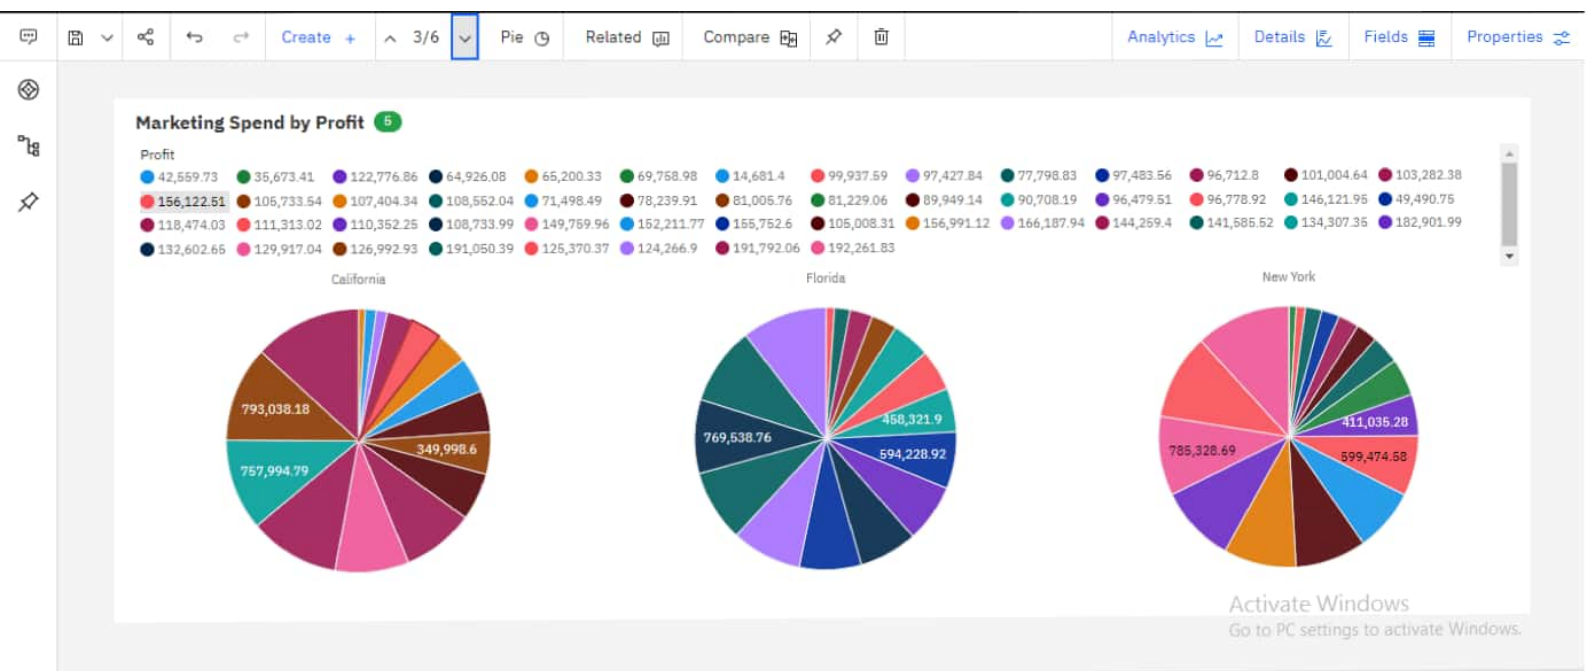 Create + 3/6 Pie Related Compare Analytics Details Fields Properties
Marketing Spend by Profit 5
Profit
42,559.73 35,673.41 122,776.86 64,926.08 65,200.33 69,758.98 14,681.4 99,937.59 97,427.84 77,798.83 97,483.56 96,712.8 101,004.64 103,282.38
156,122.51 105,733.54 107,404.34 108,552.04 71,498.49 78,239.91 81,005.76 81,229.06 89,949.14 90,708.19 96,479.51 96,778.92 146,121.95 49,490.75
118,474.03 111,313.02 110,352.25 108,733.99 149,759.96 152,211.77 155,752.6 105,008.31 156,991.12 166,187.94 144,259.4 141,585.52 134,307.35 182,901.99
132,602.65 129,917.04 126,992.93 191,050.39 125,370.37 124,266.9 191,792.06 192,261.83
California Florida New York
793,038.18
349,998.6
757,994.79
458,321.9
769,538.76
594,228.92
411,035.28
785,328.69
599,474.58
Activate Windows
Go to PC settings to activate Windows.